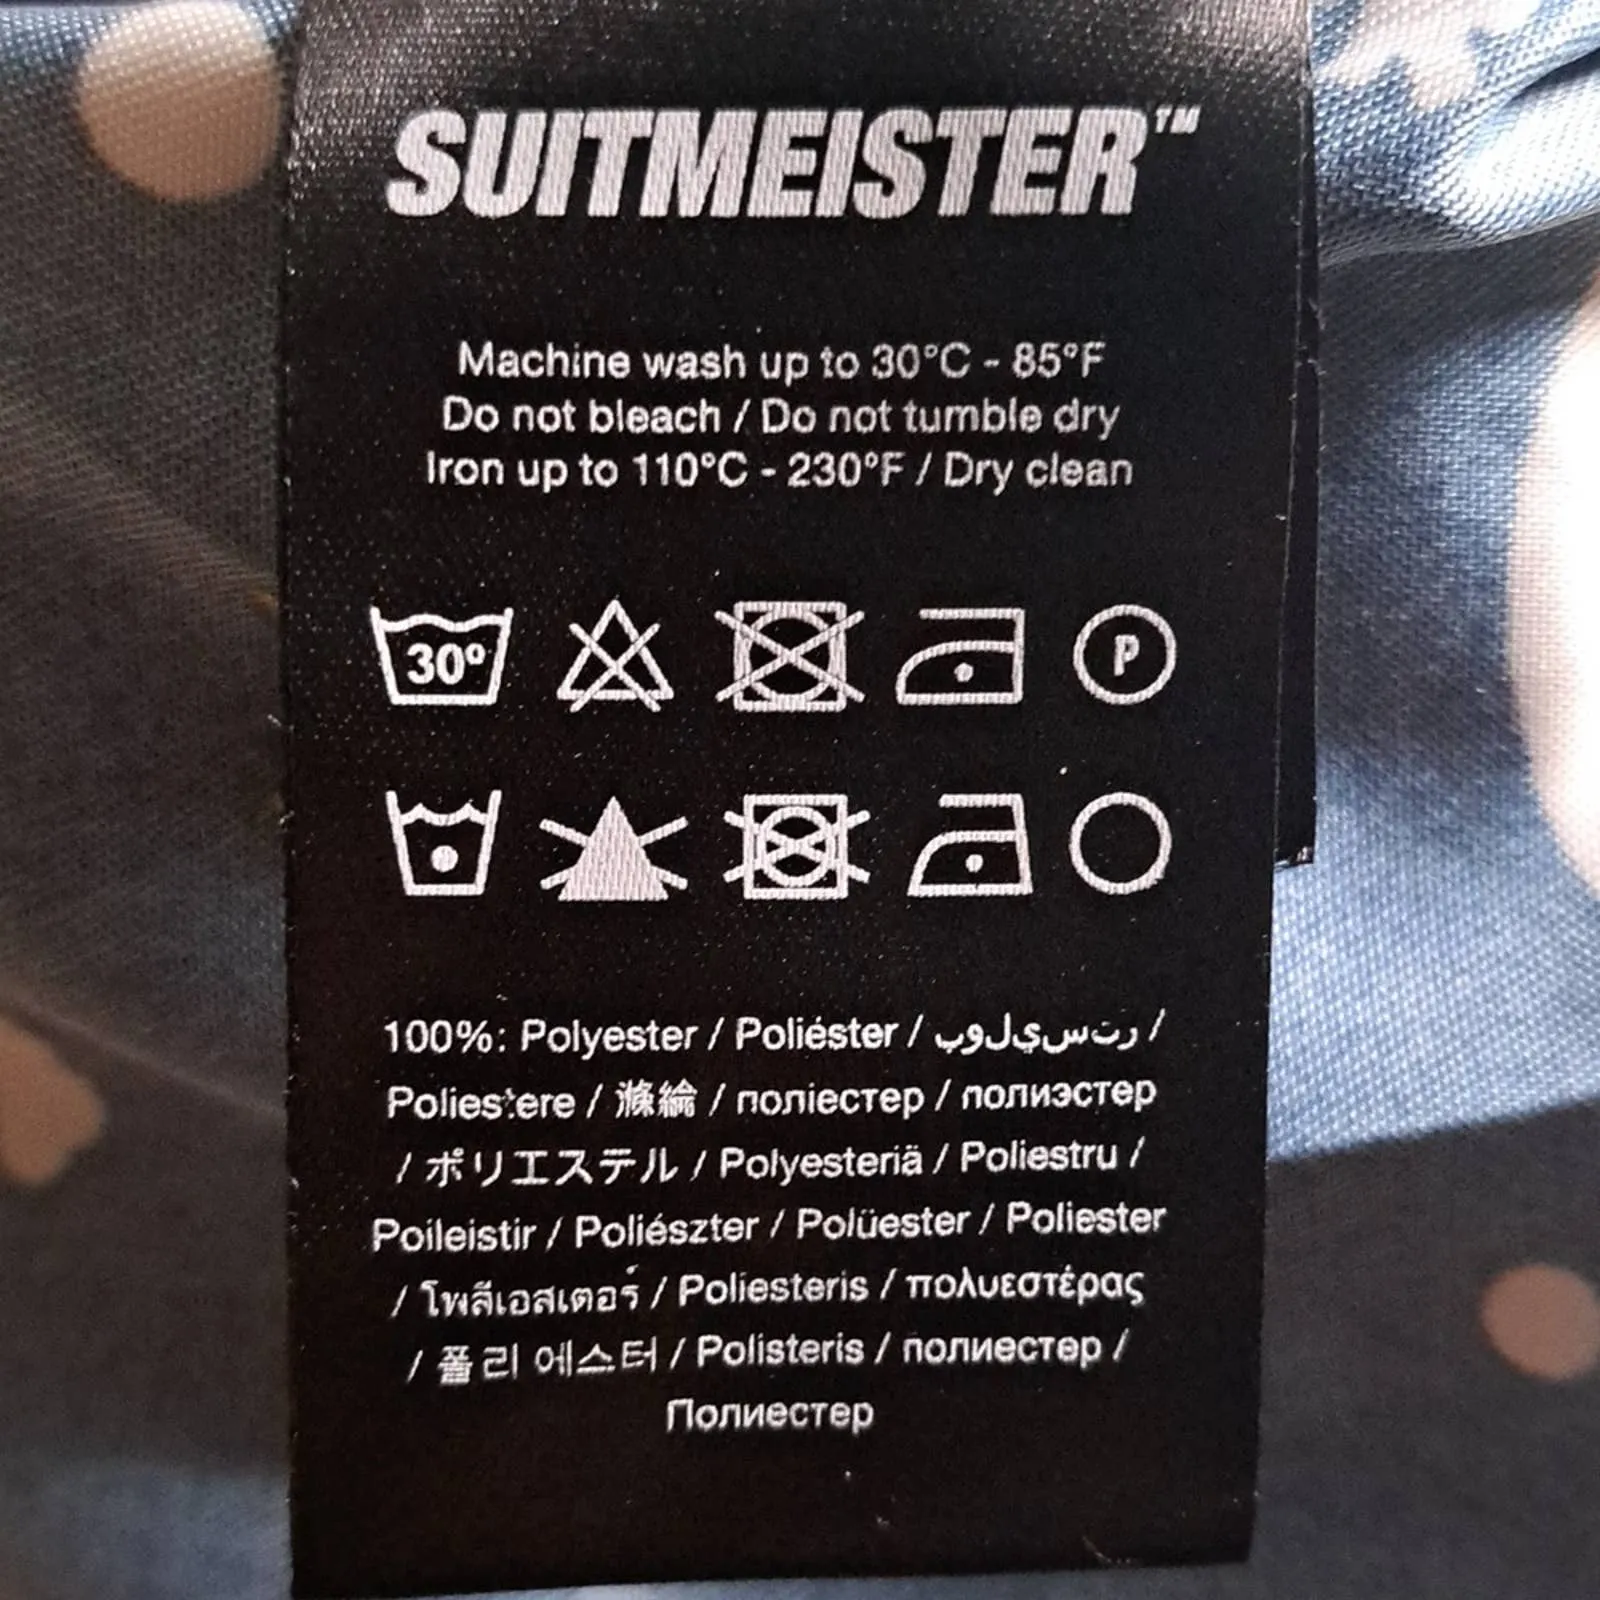 SUITMEISTER™
Machine wash up to 30°C - 85°F
Do not bleach / Do not tumble dry
Iron up to 110°C - 230°F / Dry clean
30° P
100%: Polyester / Poliéster / پولیستر /
Polies:ere / 滌綸 / поліестер / полиэстер
/ ポリエステル / Polyesteriä / Poliestru /
Poileistir / Poliészter / Polüester / Poliester
/ โพลีเอสเตอร์ / Poliesteris / πολυεστέρας
/ 폴리 에스터 / Polisteris / полиестер /
Полиестер